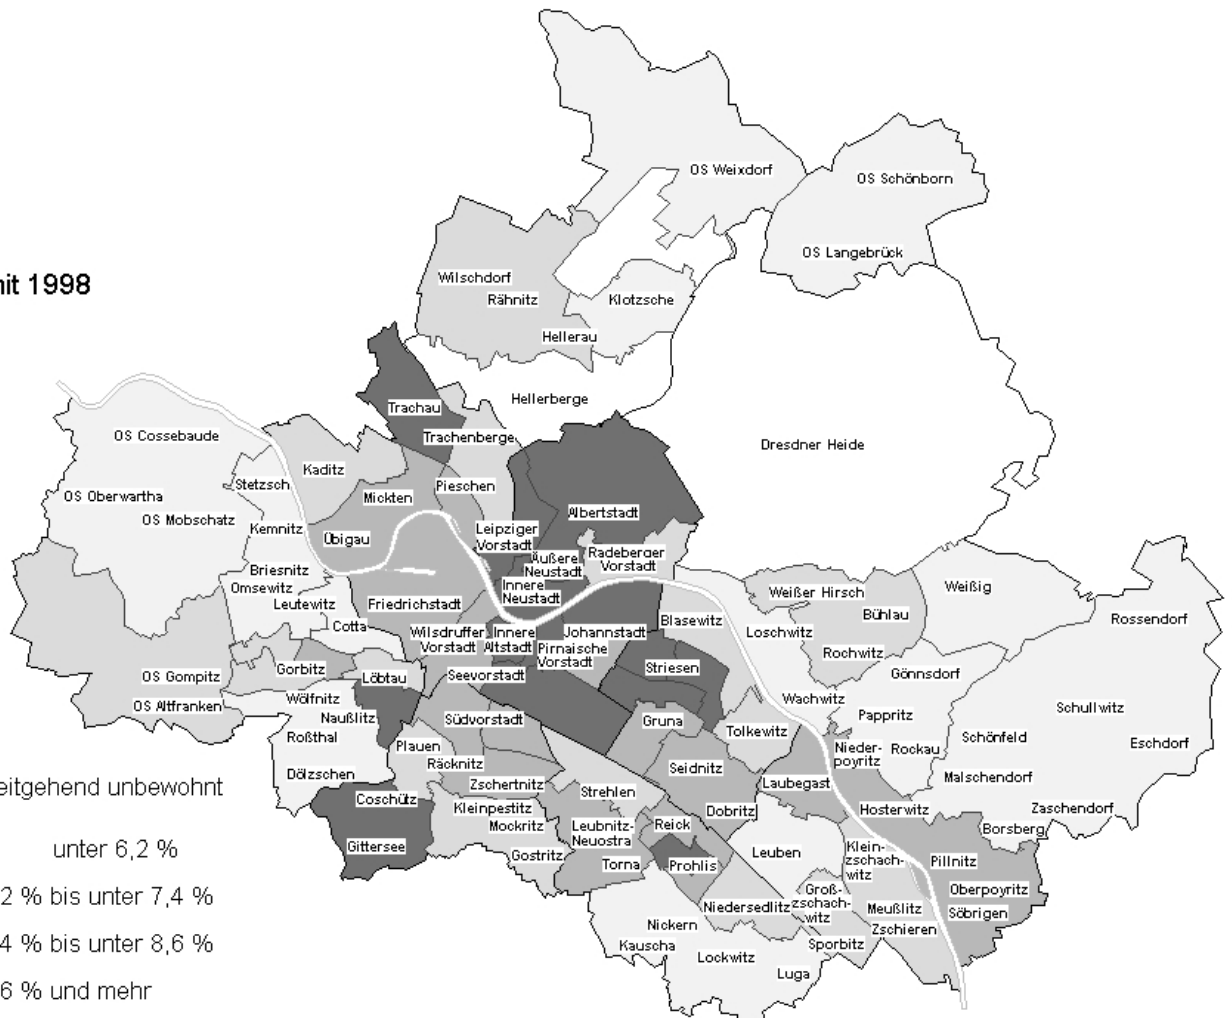 OS Weixdorf
OS Schönborn
OS Langebrück
Wilschdorf
Rähnitz
Klotzsche
Hellerau
nit 1998
Hellerberge
Trachau
Trachenberge
Dresdner Heide
OS Cossebaude
Kaditz
Stetzsch
Mickten
Pieschen
OS Oberwartha
OS Mobschatz
Albertstadt
Kemnitz
Übigau
Leipziger
Vorstadt
Äußere
Neustadt
Radeberger
Vorstadt
Briesnitz
Omsewitz
Leutewitz
Innere
Neustadt
Friedrichstadt
Cotta
Wilsdruffer
Vorstadt
Innere
Altstadt
Johannstadt
Pirnaische
Vorstadt
Blasewitz
Loschwitz
Weißer Hirsch
Bühlau
Weißig
Rossendorf
Rochwitz
OS Gompitz
Gorbitz
Löbtau
Seevorstadt
Striesen
Gönnsdorf
OS Altfranken
Wölfnitz
Naußlitz
Wachwitz
Roßthal
Südvorstadt
Gruna
Tolkewitz
Pappritz
Schullwitz
Plauen
Räcknitz
Nieder-
poyritz
Rockau
Schönfeld
Eschdorf
Dölzschen
Zschertnitz
Seidnitz
Laubegast
Malschendorf
eitgehend unbewohnt
Coschütz
Kleinpestitz
Mockritz
Strehlen
Dobritz
Hosterwitz
Zaschendorf
Borsberg
Gittersee
Gostritz
Leubnitz-
Neuostra
Reick
Torna
Prohlis
Leuben
Klein-
zschach-
witz
Pillnitz
unter 6,2 %
Oberpoyritz
Söbrigen
2 % bis unter 7,4 %
Niedersedlitz
Groß-
zschach-
witz
Meußlitz
Zschieren
Nickern
Kauscha
Sporbitz
4 % bis unter 8,6 %
Lockwitz
Luga
6 % und mehr